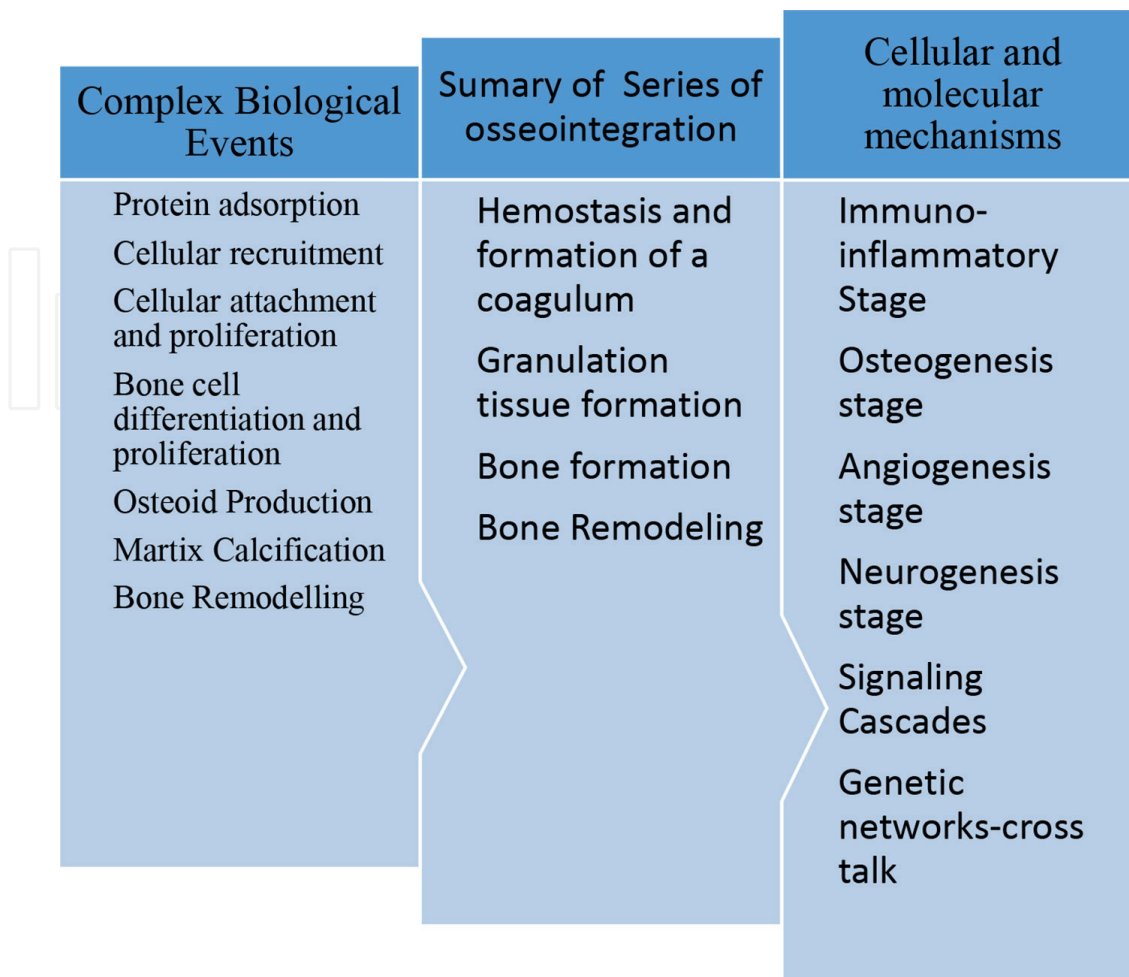 Complex Biological
Events
Protein adsorption
Cellular recruitment
Cellular attachment
and proliferation
Bone cell
differentiation and
proliferation
Osteoid Production
Martix Calcification
Bone Remodelling
Sumary of  Series of
osseointegration
Hemostasis and
formation of a
coagulum
Granulation
tissue formation
Bone formation
Bone Remodeling
Cellular and
molecular
mechanisms
Immuno-
inflammatory
Stage
Osteogenesis
stage
Angiogenesis
stage
Neurogenesis
stage
Signaling
Cascades
Genetic
networks-cross
talk